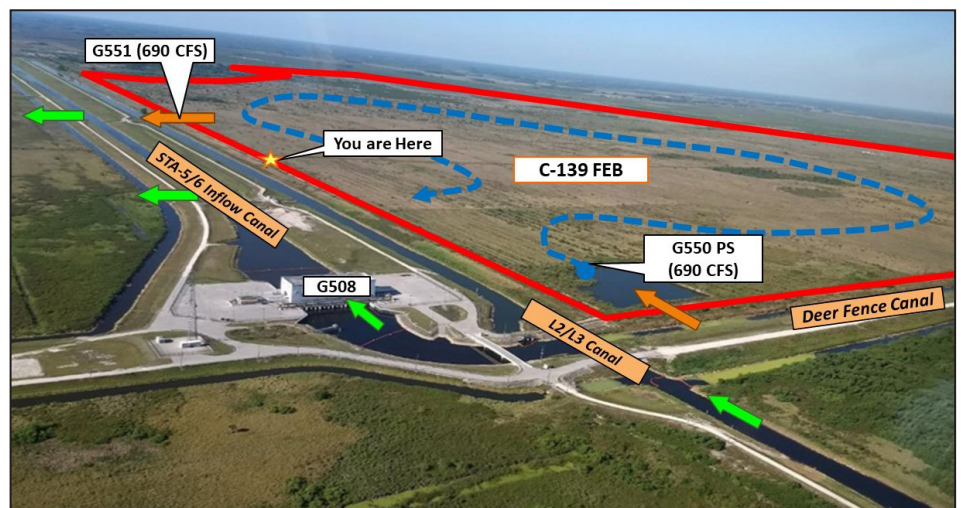 G551 (690 CFS)
You are Here
C-139 FEB
STA-5/6 Inflow Canal
G550 PS
(690 CFS)
G508
L2/L3 Canal
Deer Fence Canal